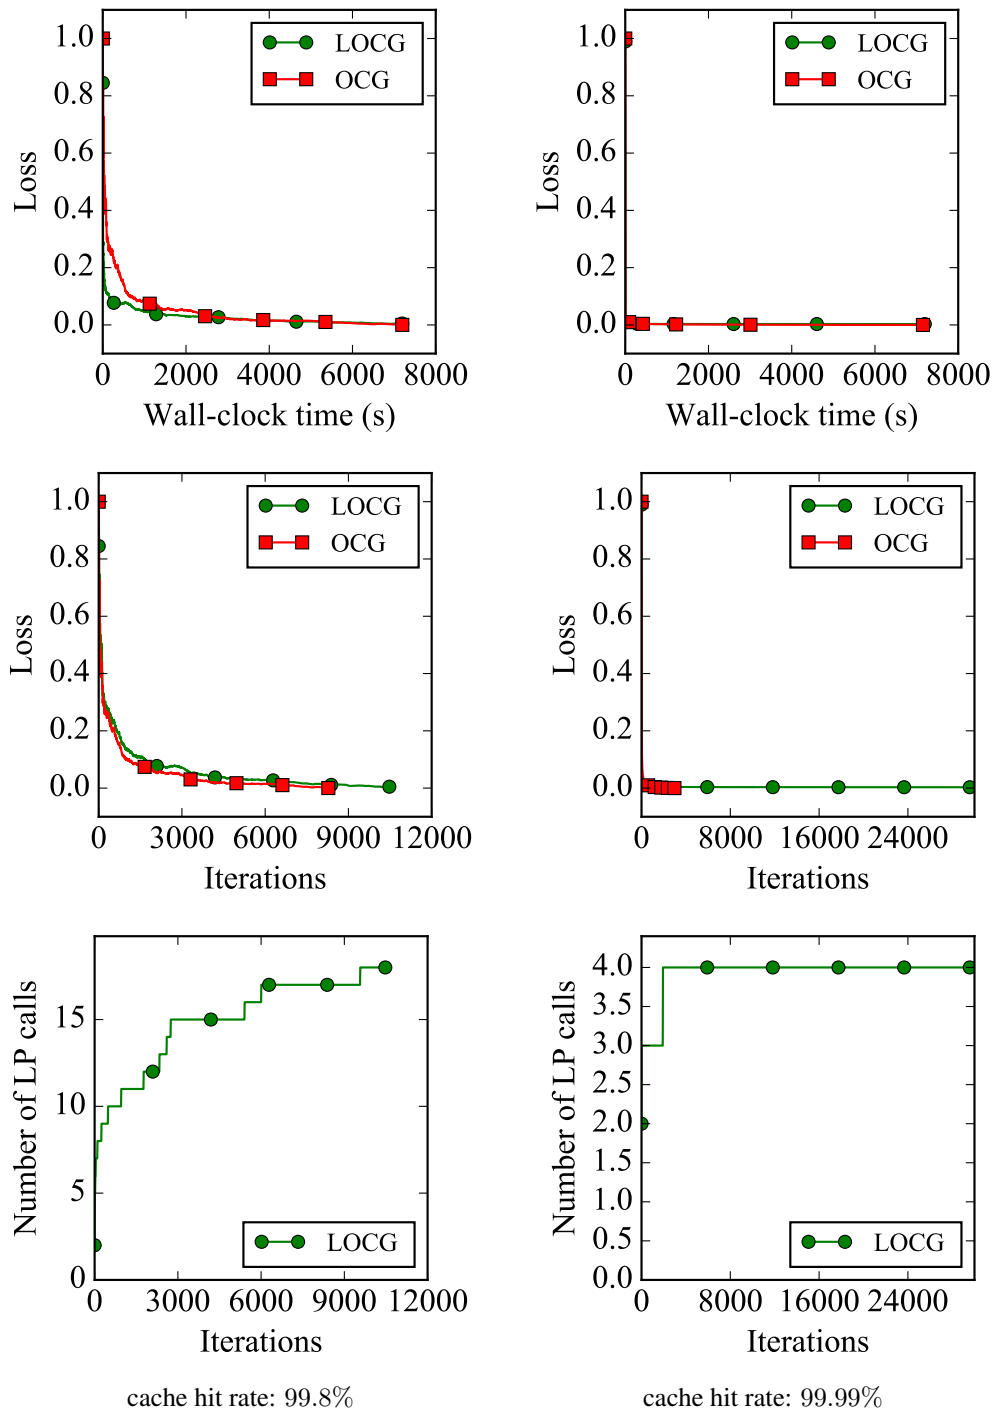 1.0
0.8
0.6
0.4
0.2
0.0
Loss
LOCG
OCG
0 2000 4000 6000 8000
Wall-clock time (s)
1.0
0.8
0.6
0.4
0.2
0.0
Loss
LOCG
OCG
0 2000 4000 6000 8000
Wall-clock time (s)
1.0
0.8
0.6
0.4
0.2
0.0
Loss
LOCG
OCG
0 3000 6000 9000 12000
Iterations
1.0
0.8
0.6
0.4
0.2
0.0
Loss
LOCG
OCG
0 8000 16000 24000
Iterations
15
10
5
0
Number of LP calls
LOCG
0 3000 6000 9000 12000
Iterations
cache hit rate: 99.8%
4.0
3.5
3.0
2.5
2.0
1.5
1.0
0.5
0.0
Number of LP calls
LOCG
0 8000 16000 24000
Iterations
cache hit rate: 99.99%